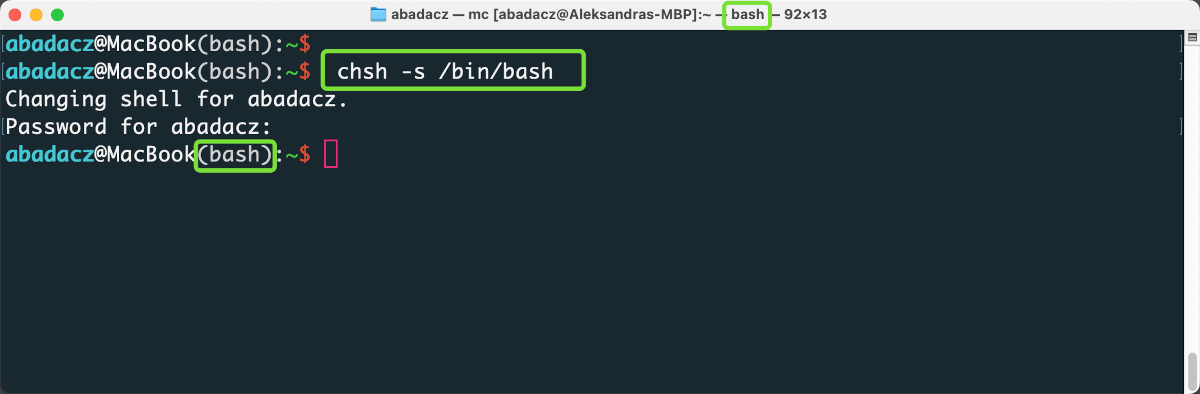 abadacz — mc [abadacz@Aleksandras-MBP]:~ — bash — 92×13
abadacz@MacBook(bash):~$
abadacz@MacBook(bash):~$ chsh -s /bin/bash
Changing shell for abadacz.
Password for abadacz:
abadacz@MacBook(bash):~$